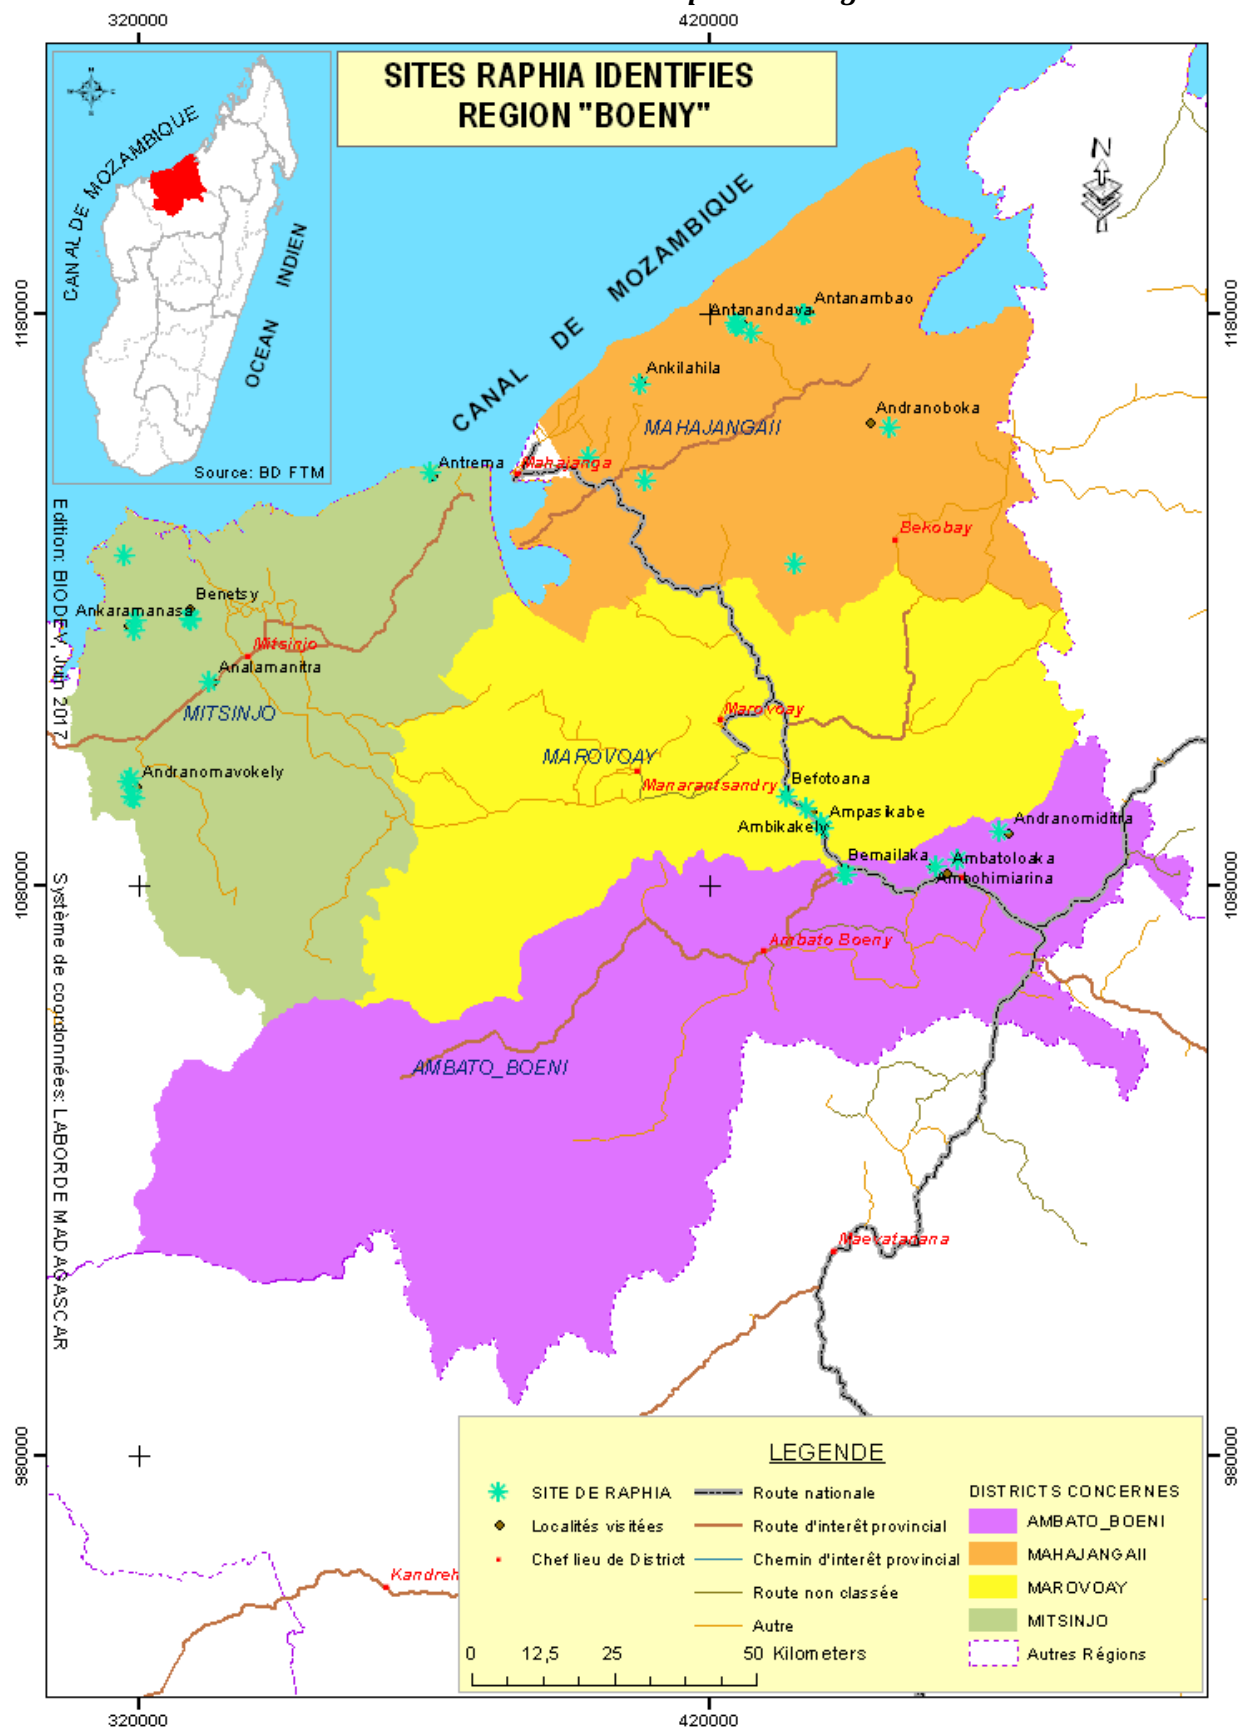 320000
420000
SITES RAPHIA IDENTIFIES
REGION "BOENY"
CANAL DE MOZAMBIQUE
OCEAN INDIEN
Source: BD FTM
N
CANAL DE MOZAMBIQUE
1180000
1180000
Antanandava
Antanambao
Ankilahila
Andranoboka
MAHAJANGAII
Antrema
Mahajanga
Bekobay
Benetsy
Ankaramanasa
Mitsinjo
Analamanitra
MITSINJO
Marovoay
MAROVOAY
Andranomavokely
Manarantsandry
Befotoana
Ampasikabe
Ambikakely
Andranomiditra
Bemailaka
Ambatoloaka
Ambohimiarina
1080000
1080000
Ambato Boeny
AMBATO_BOENI
Maevatanana
Edition: BIODEV, Juin 2017
Système de coordonnées: LABORDE MADAGASCAR
980000
980000
Kandreh
LEGENDE
SITE DE RAPHIA
Localités visitées
Chef lieu de District
Route nationale
Route d'interêt provincial
Chemin d'interêt provincial
Route non classée
Autre
DISTRICTS CONCERNES
AMBATO_BOENI
MAHAJANGAII
MAROVOAY
MITSINJO
Autres Régions
0 12,5 25 50 Kilometers
320000
420000